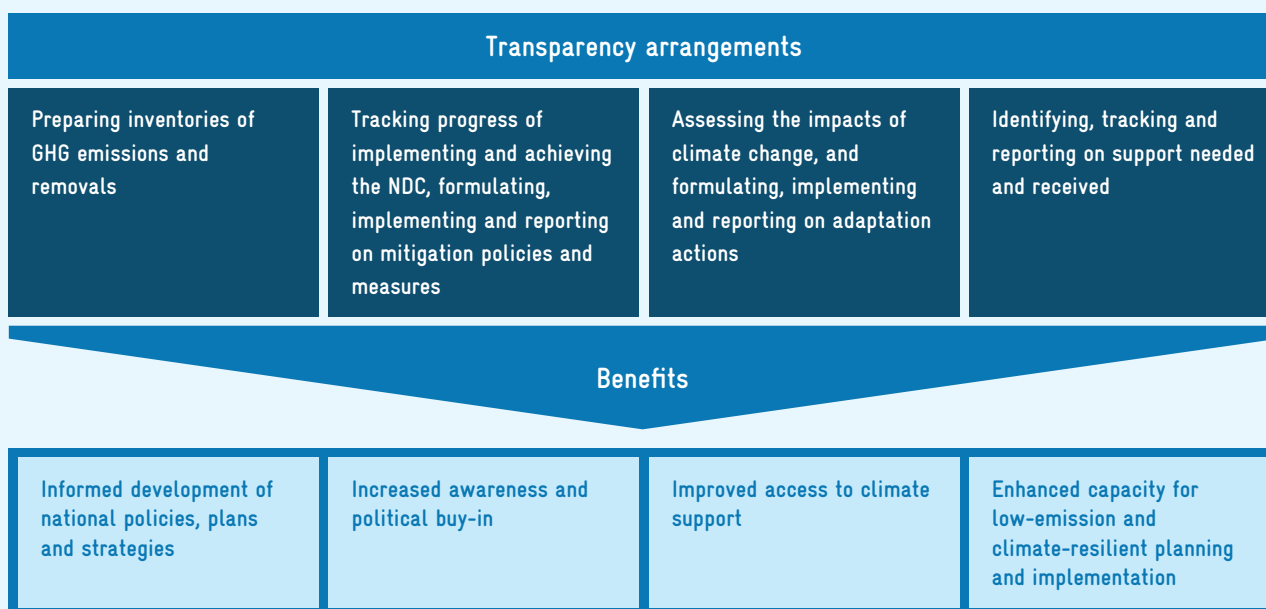 Transparency arrangements
Preparing inventories of
GHG emissions and
removals
Tracking progress of
implementing and achieving
the NDC, formulating,
implementing and reporting
on mitigation policies and
measures
Assessing the impacts of
climate change, and
formulating, implementing
and reporting on adaptation
actions
Identifying, tracking and
reporting on support needed
and received
Benefits
Informed development of
national policies, plans
and strategies
Increased awareness and
political buy-in
Improved access to climate
support
Enhanced capacity for
low-emission and
climate-resilient planning
and implementation